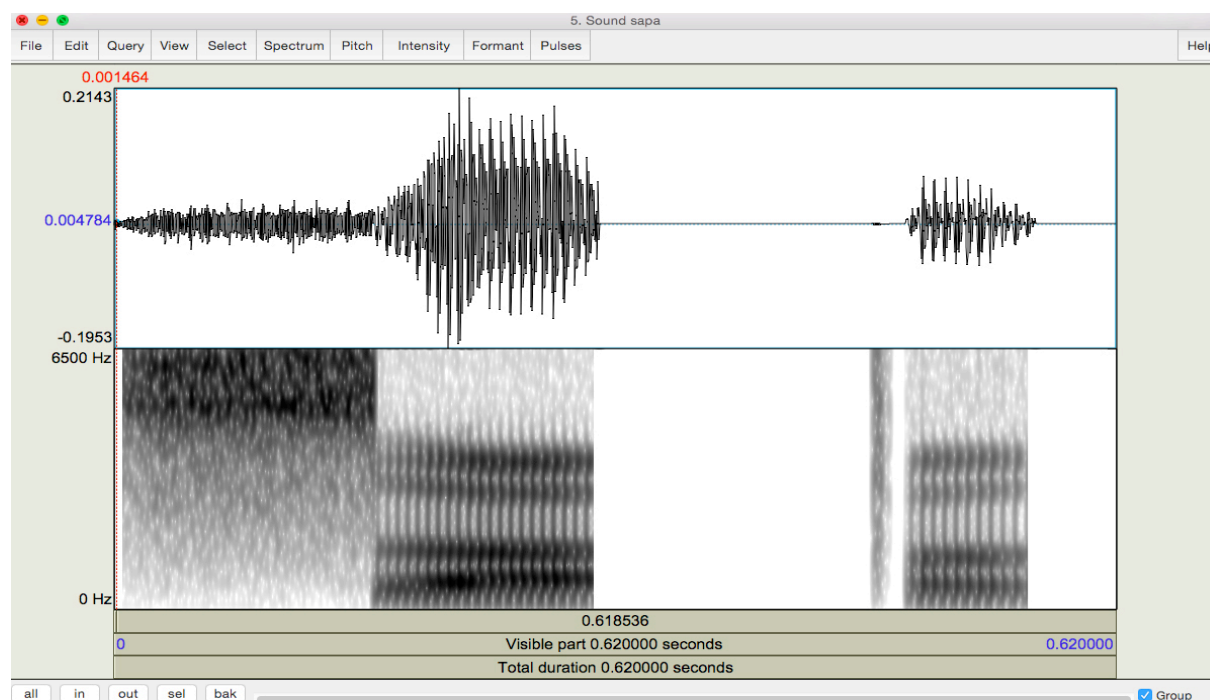 5. Sound sapa
File Edit Query View Select Spectrum Pitch Intensity Formant Pulses Help
0.001464
0.2143
0.004784
-0.1953
6500 Hz
0 Hz
0.618536
0 Visible part 0.620000 seconds 0.620000
Total duration 0.620000 seconds
all in out sel bak Group